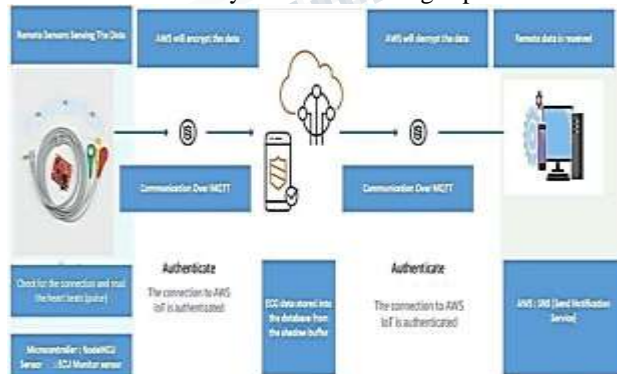 Remote Sensors Serving The Data
AWS will encrypt the data
AWS will decrypt the data
Remote data is received
Communication Over MQTT
Communication Over MQTT
Check for the connection and read
the heart beats (pulse)
Authenticate
The connection to AWS
IoT is authenticated
ECG data stored into
the database from
the shadow buffer
Authenticate
The connection to AWS
IoT is authenticated
AWS : SNS (Send Notification
Service)
Microcontroller : NodeMCU
Sensor : ECG Monitor sensor